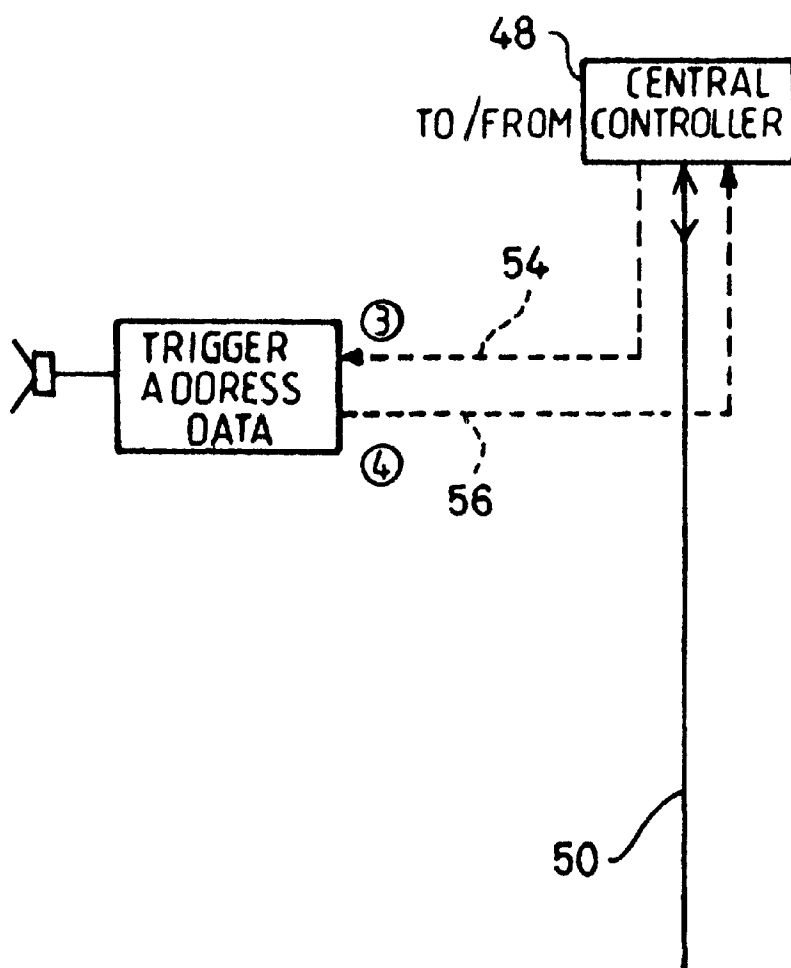 48
CENTRAL
TO/FROM CONTROLLER
54
3
TRIGGER
ADDRESS
DATA
4
56
50